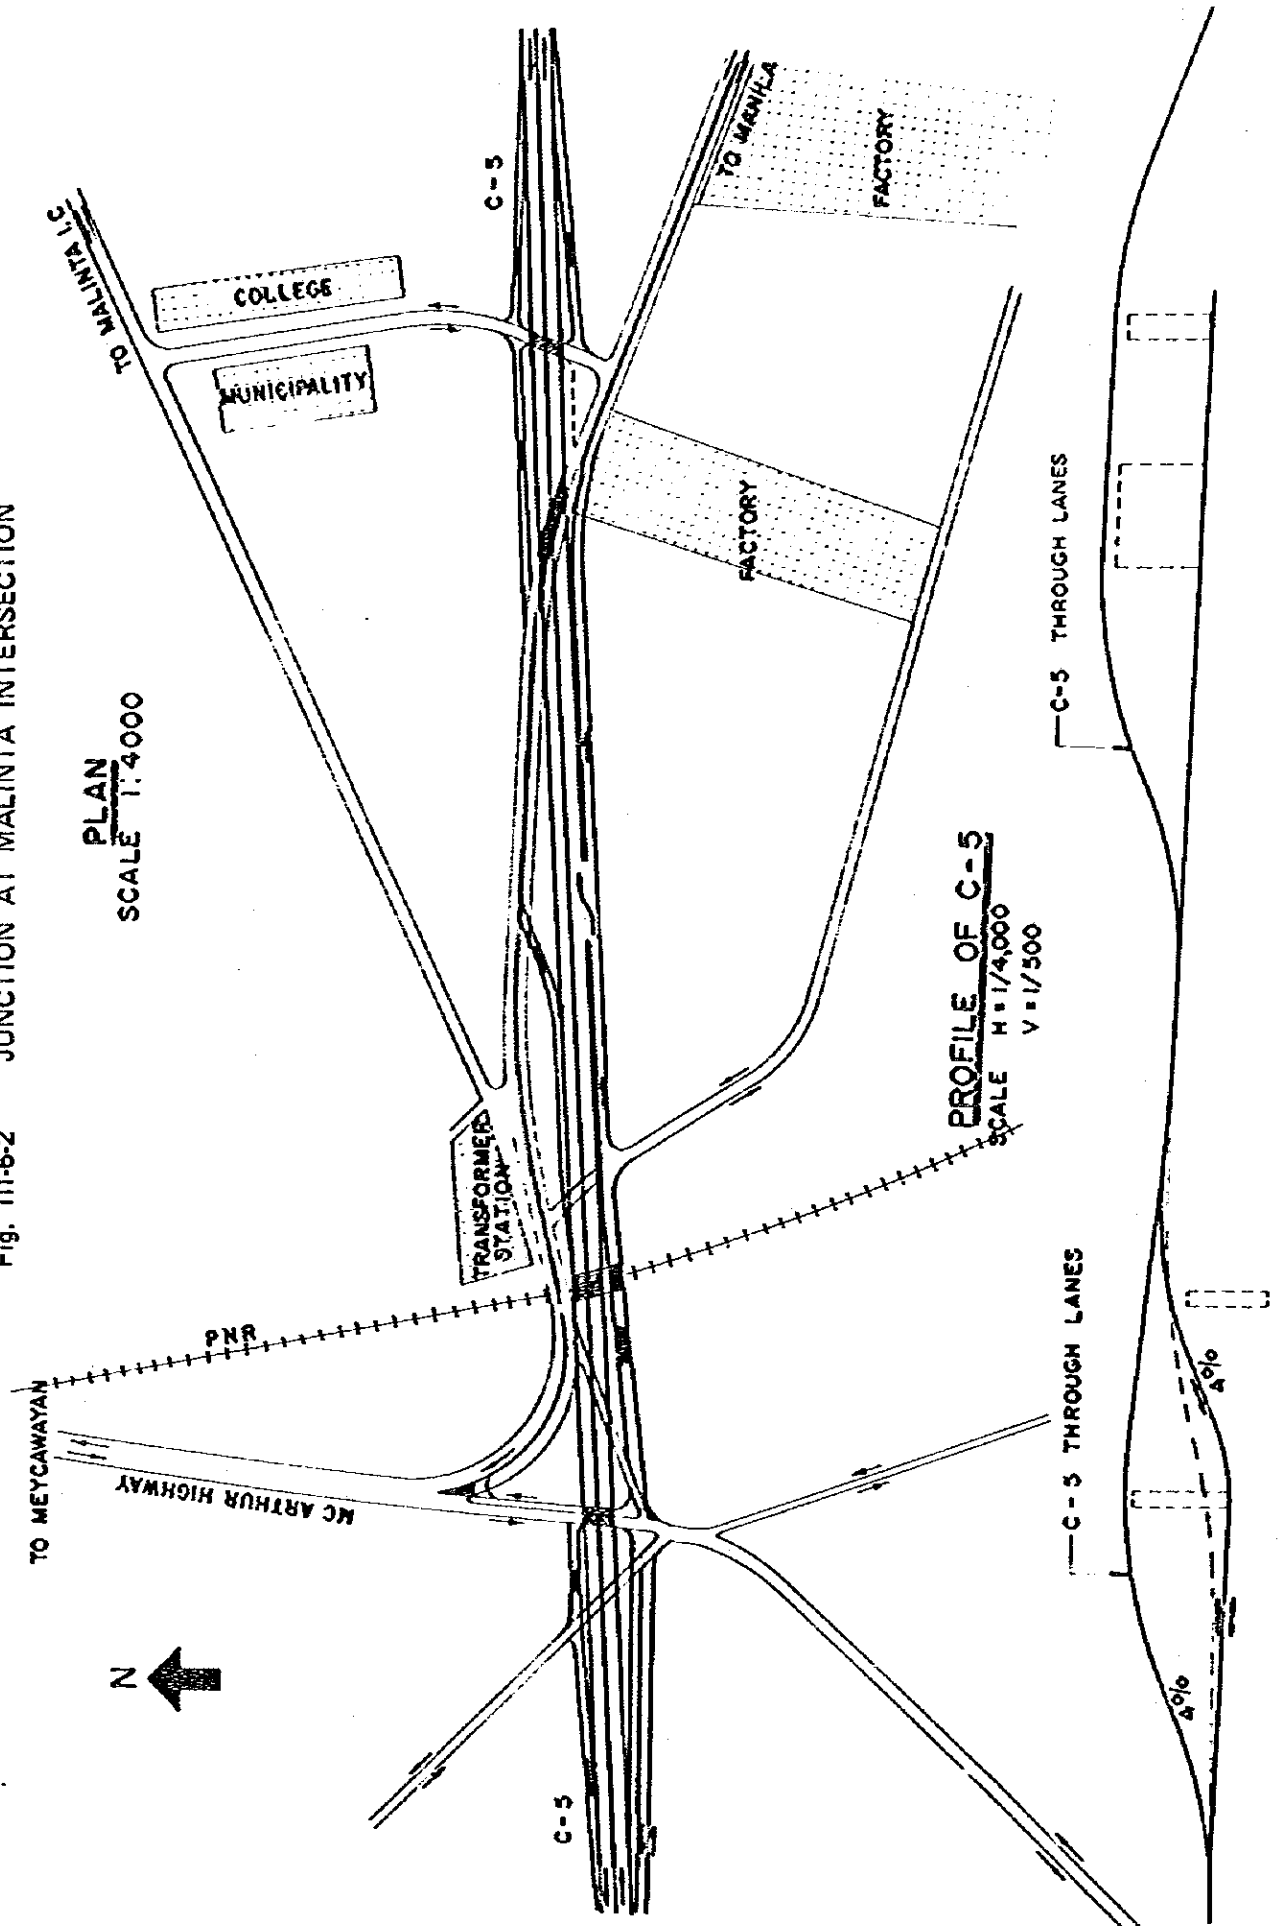 Fig. III-6-2 JUNCTION AT MALINTA INTERSECTION
PLAN
SCALE 1:4000
TO MEYCAWAYAN
N
MC ARTHUR HIGHWAY
PNR
TRANSFORMER
STATION
TO MALINTA I.C
MUNICIPALITY
COLLEGE
C-5
C-5
TO MANILA
FACTORY
FACTORY
PROFILE OF C-5
SCALE H = 1/4,000
V = 1/500
C-5 THROUGH LANES
C-5 THROUGH LANES
4%
4%